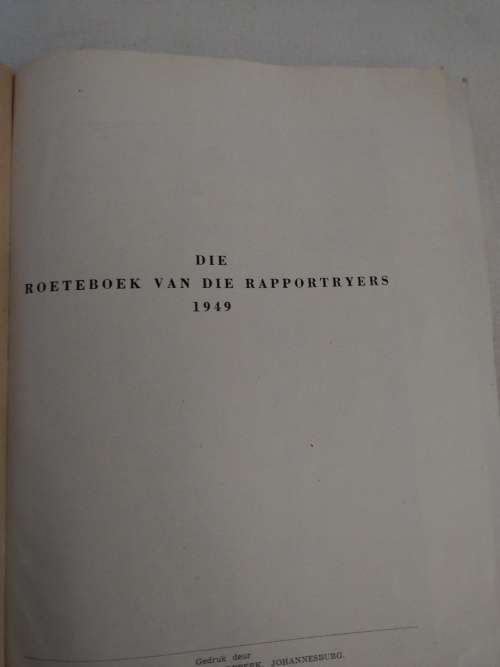 DIE
ROETEBOEK VAN DIE RAPPORTRYERS
1949
Gedruk deur
JOHANNESBURG.